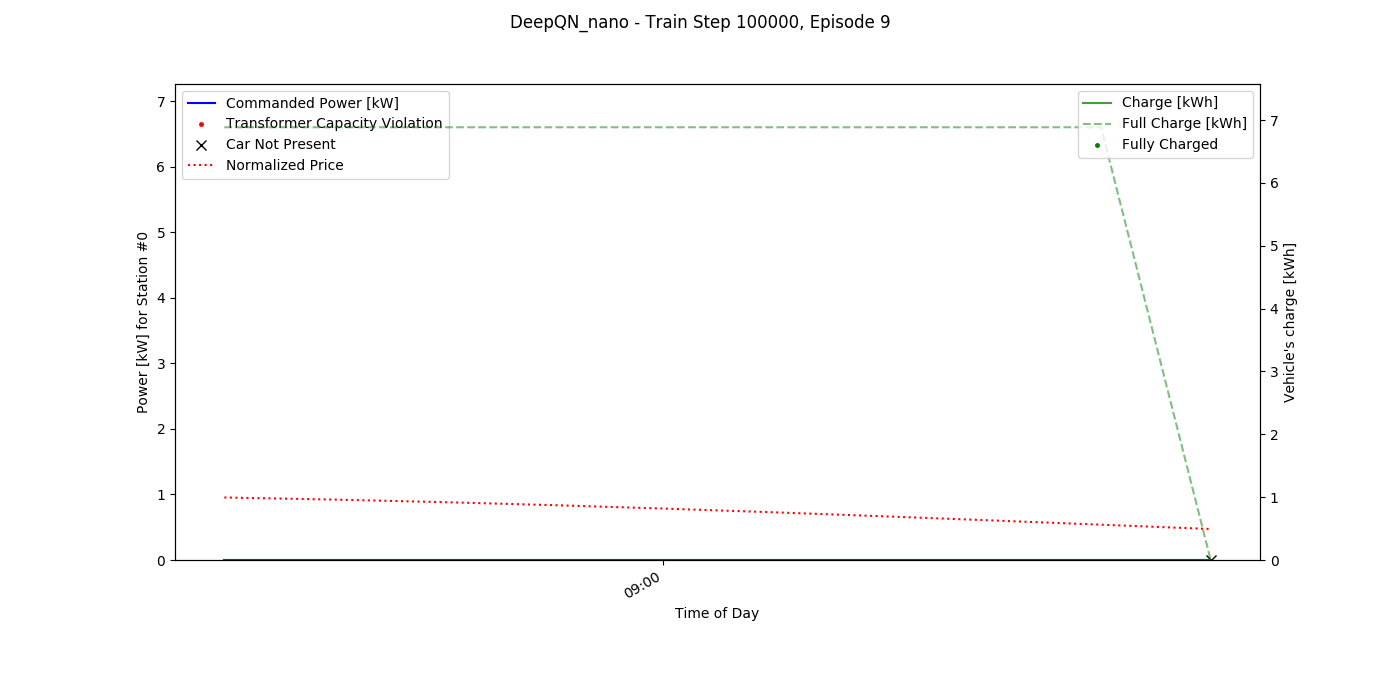 DeepQN_nano - Train Step 100000, Episode 9
Commanded Power [kW]
Transformer Capacity Violation
Car Not Present
Normalized Price
Charge [kWh]
Full Charge [kWh]
Fully Charged
7
6
5
4
3
2
1
0
Power [kW] for Station #0
7
6
5
4
3
2
1
0
Vehicle's charge [kWh]
09:00
Time of Day